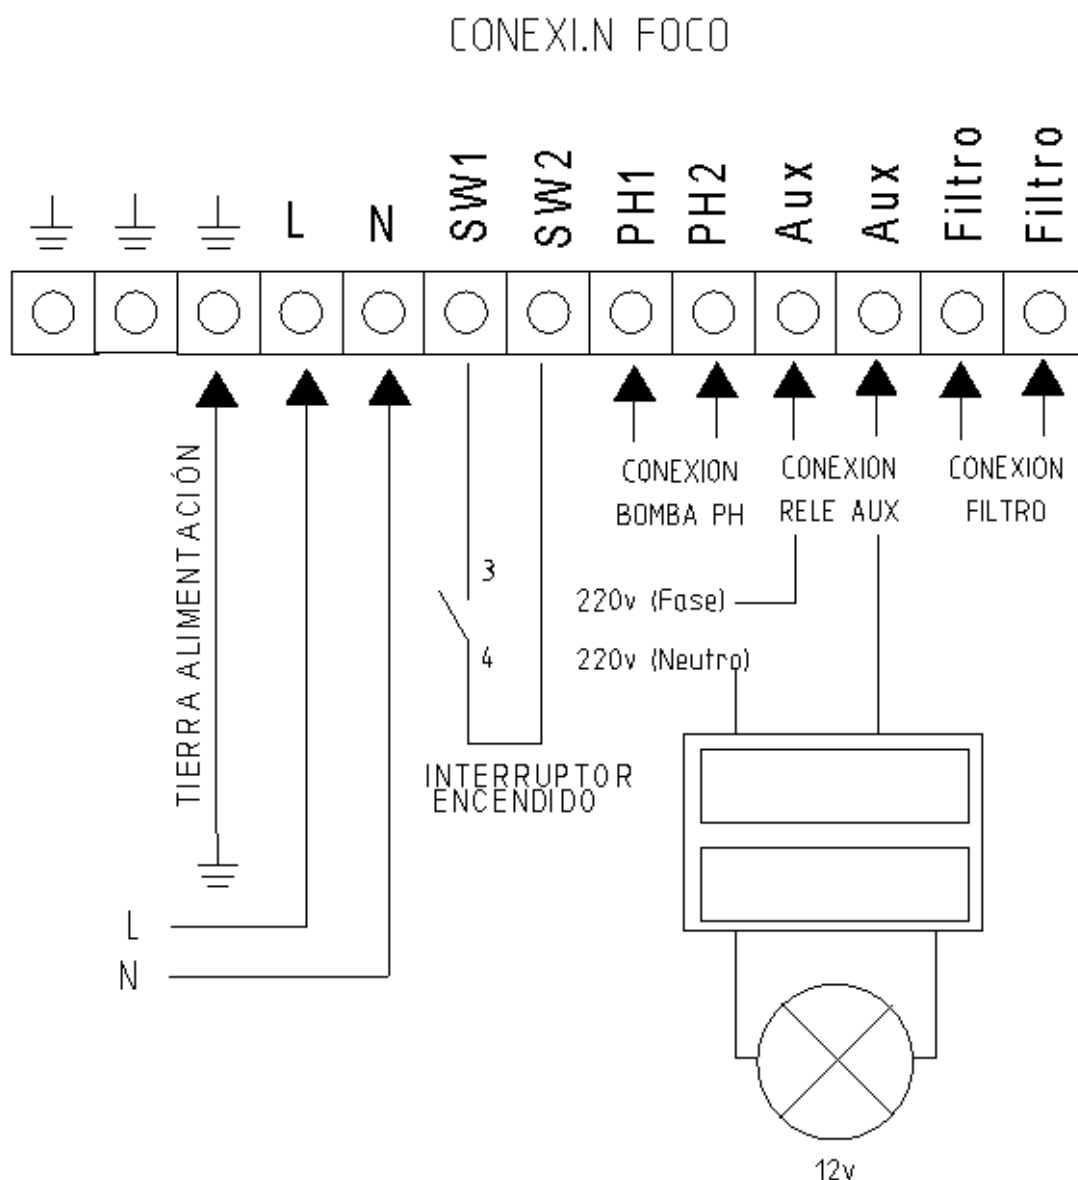 CONEXI.N FOCO
L
N
SW1
SW2
PH1
PH2
Aux
Aux
Filtro
Filtro
TIERRA ALIMENTACIÓN
CONEXION
BOMBA PH
CONEXION
RELE AUX
CONEXION
FILTRO
3
4
220v (Fase)
220v (Neutro)
INTERRUPTOR
ENCENDIDO
L
N
12v